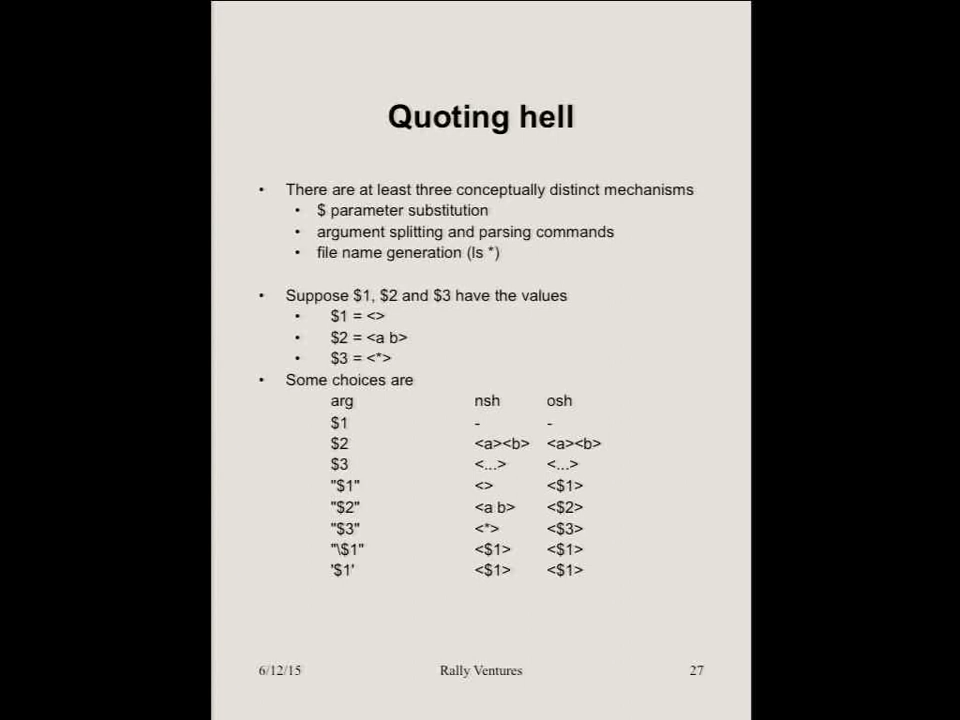 Quoting hell
• There are at least three conceptually distinct mechanisms
• $ parameter substitution
• argument splitting and parsing commands
• file name generation (ls *)
• Suppose $1, $2 and $3 have the values
• $1 = <>
• $2 = <a b>
• $3 = <*>
• Some choices are
arg nsh osh
$1 - -
$2 <a><b> <a><b>
$3 <...> <...>
"$1" <> <$1>
"$2" <a b> <$2>
"$3" <*> <$3>
"\$1" <$1> <$1>
'$1' <$1> <$1>
6/12/15 Rally Ventures 27